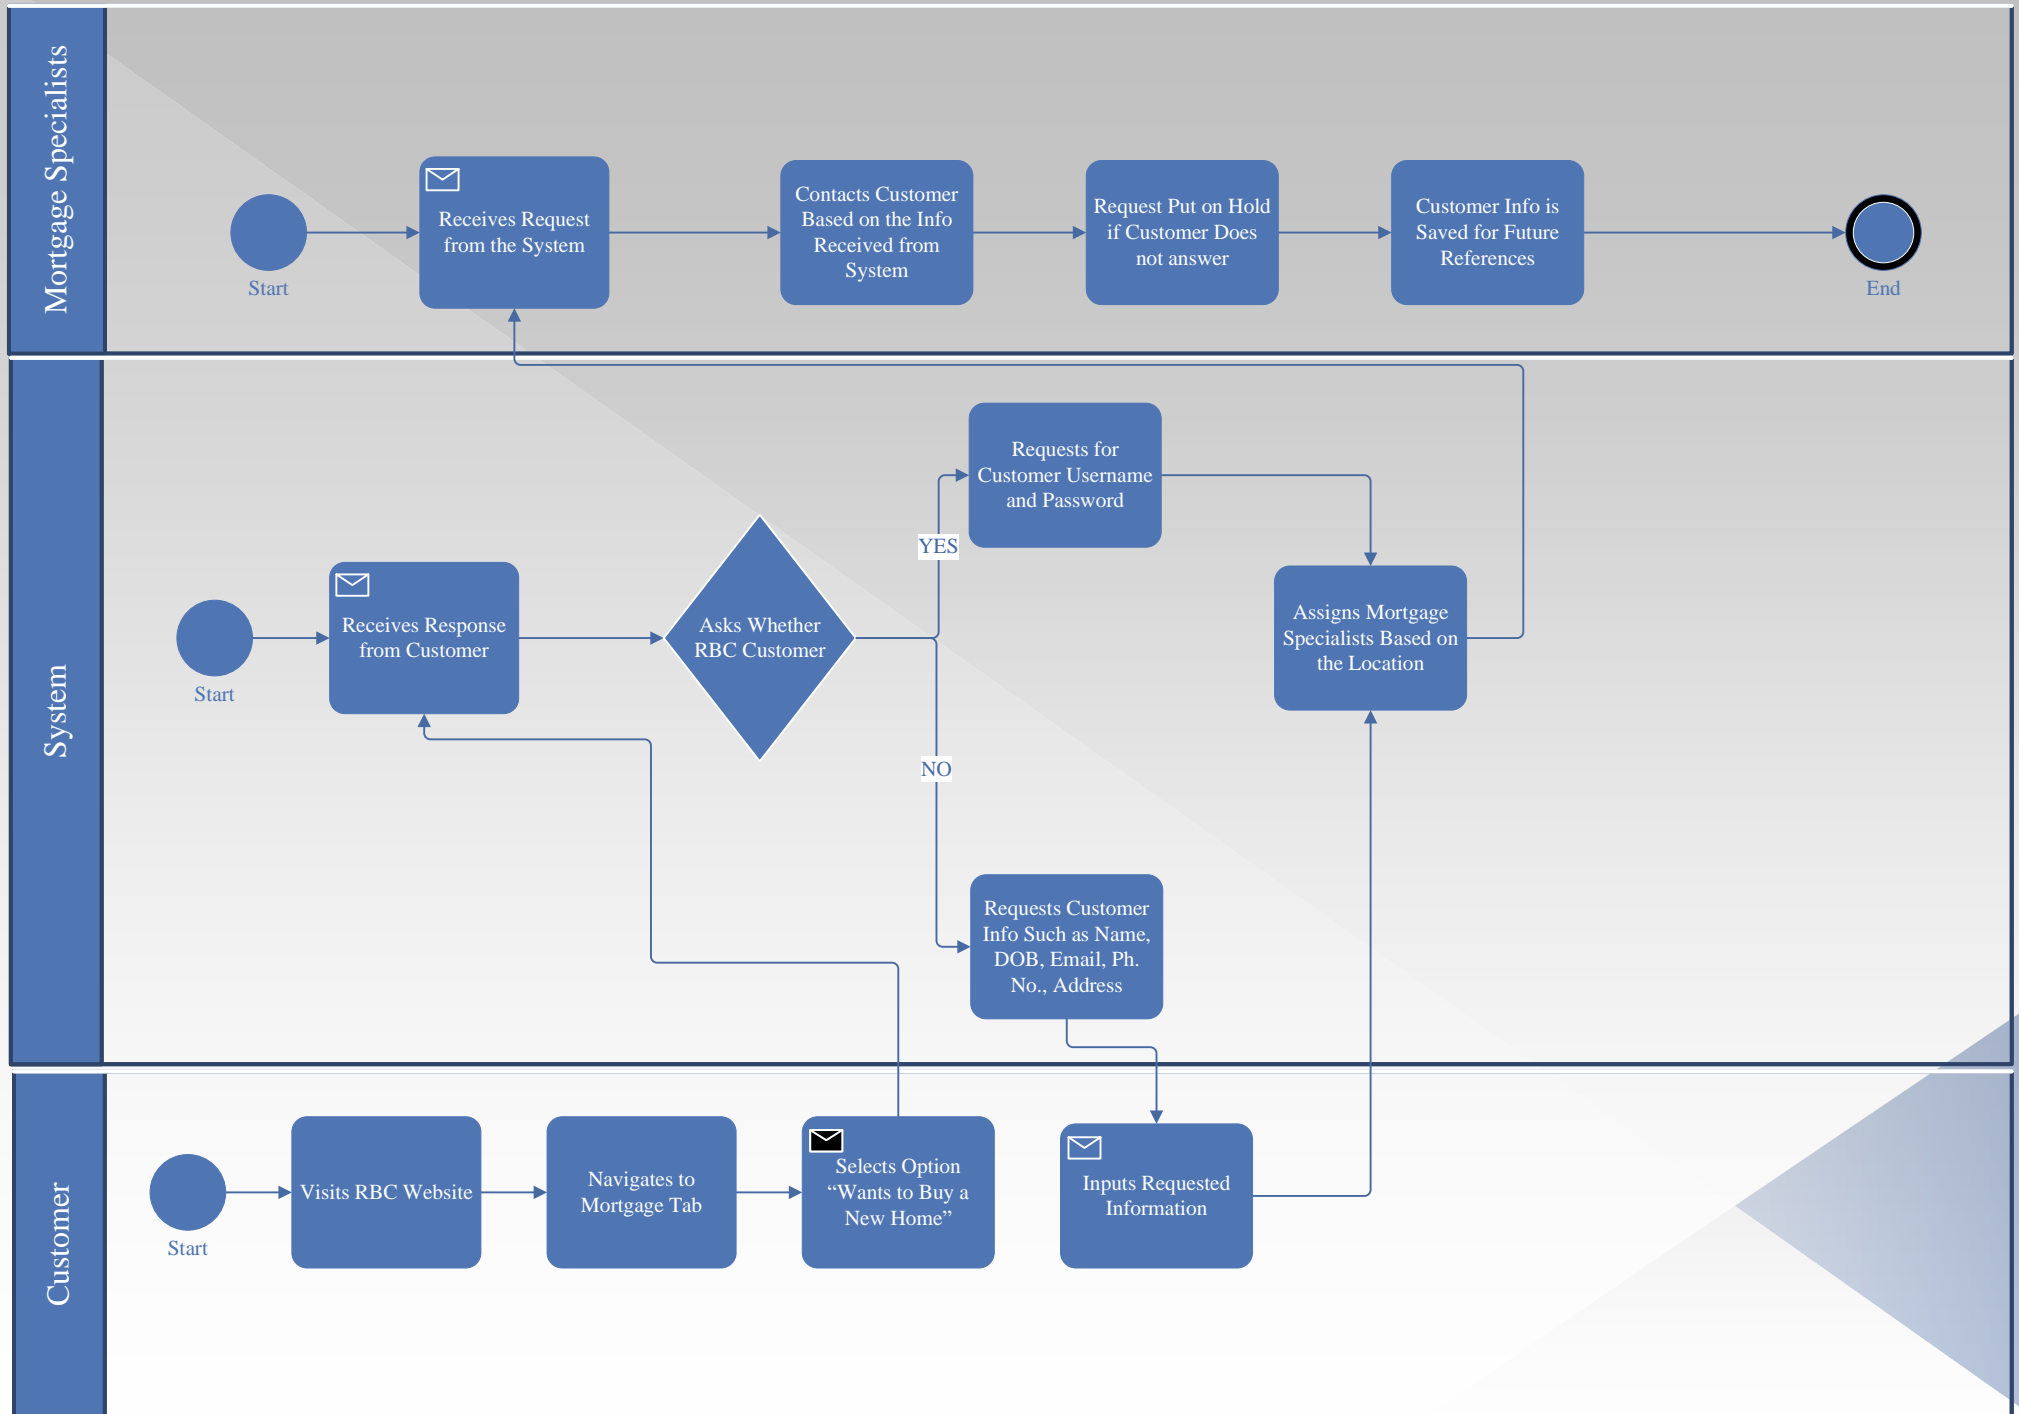 Mortgage Specialists
Start
Receives Request
from the System
Contacts Customer
Based on the Info
Received from
System
Request Put on Hold
if Customer Does
not answer
Customer Info is
Saved for Future
References
End
System
Start
Receives Response
from Customer
Asks Whether
RBC Customer
YES
NO
Requests for
Customer Username
and Password
Assigns Mortgage
Specialists Based on
the Location
Requests Customer
Info Such as Name,
DOB, Email, Ph.
No., Address
Customer
Start
Visits RBC Website
Navigates to
Mortgage Tab
Selects Option
“Wants to Buy a
New Home”
Inputs Requested
Information